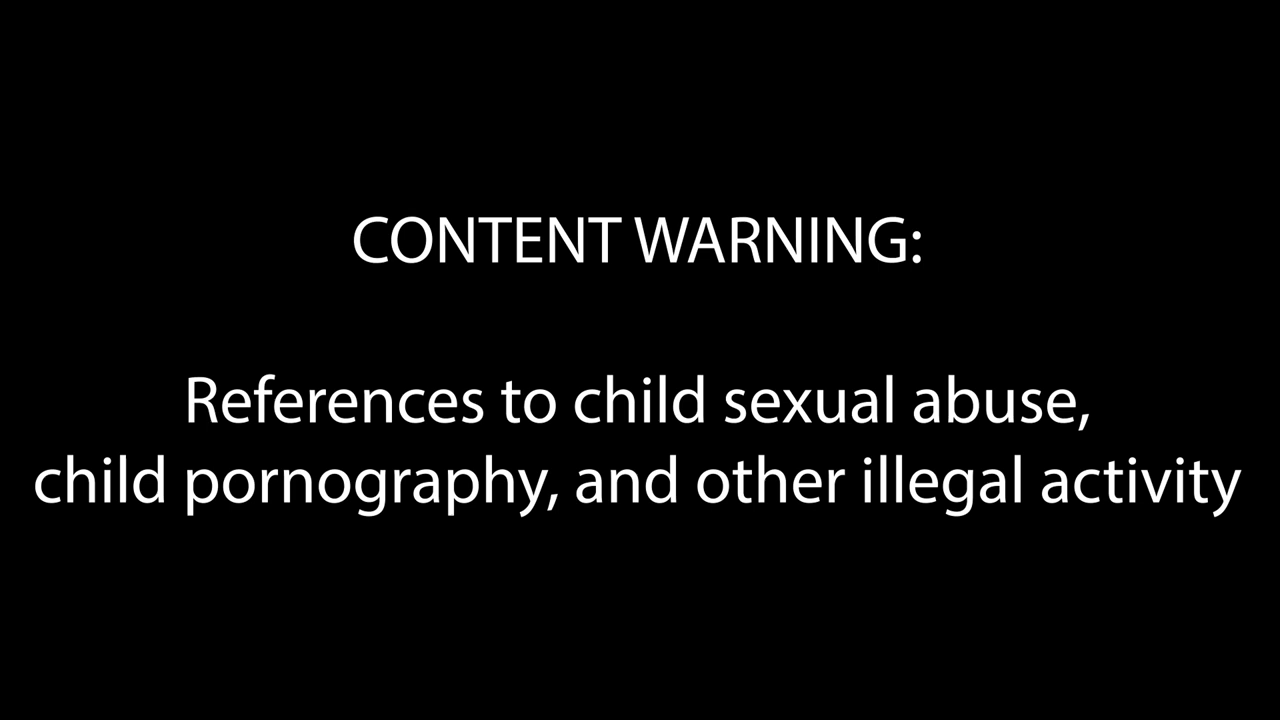 CONTENT WARNING:
References to child sexual abuse,
child pornography, and other illegal activity